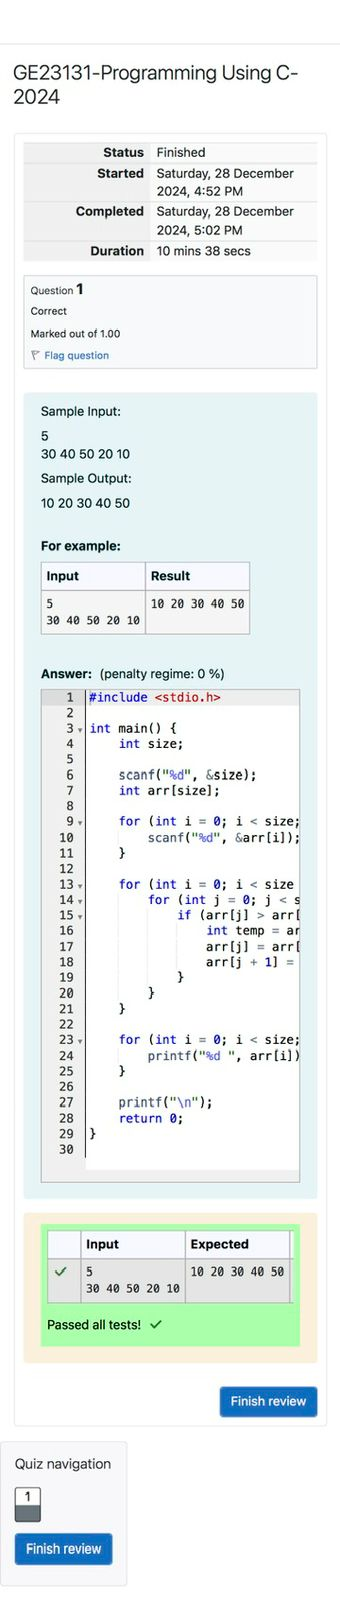 GE23131-Programming Using C-
2024
Status Finished
Started Saturday, 28 December
2024, 4:52 PM
Completed Saturday, 28 December
2024, 5:02 PM
Duration 10 mins 38 secs
Question 1
Correct
Marked out of 1.00
Flag question
Sample Input:
5
30 40 50 20 10
Sample Output:
10 20 30 40 50
For example:
Input Result
5 10 20 30 40 50
30 40 50 20 10
Answer: (penalty regime: 0 %)
1 #include <stdio.h>
2
3 int main() {
4 int size;
5
6 scanf("%d", &size);
7 int arr[size];
8
9 for (int i = 0; i < size;
10 scanf("%d", &arr[i]);
11 }
12
13 for (int i = 0; i < size
14 for (int j = 0; j < s
15 if (arr[j] > arr[
16 int temp = ar
17 arr[j] = arr[
18 arr[j + 1] =
19 }
20 }
21 }
22
23 for (int i = 0; i < size;
24 printf("%d ", arr[i])
25 }
26
27 printf("\n");
28 return 0;
29 }
30
Input Expected
5 10 20 30 40 50
30 40 50 20 10
Passed all tests!
Finish review
Quiz navigation
1
Finish review